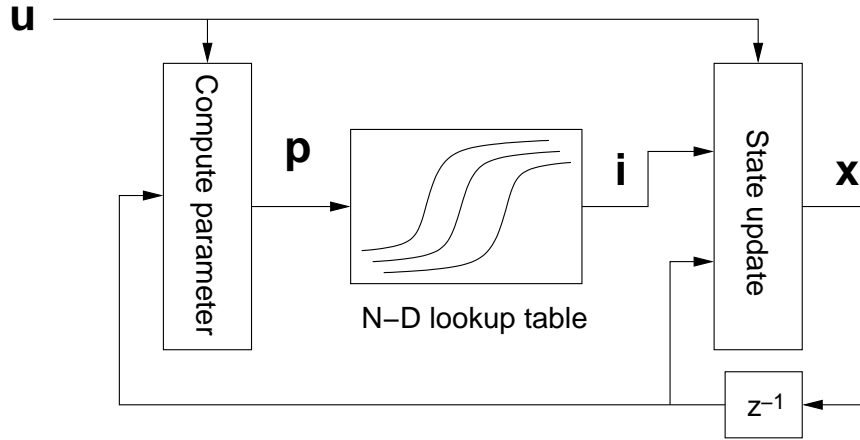 u
Compute parameter
p
N−D lookup table
i
State update
x
z−1